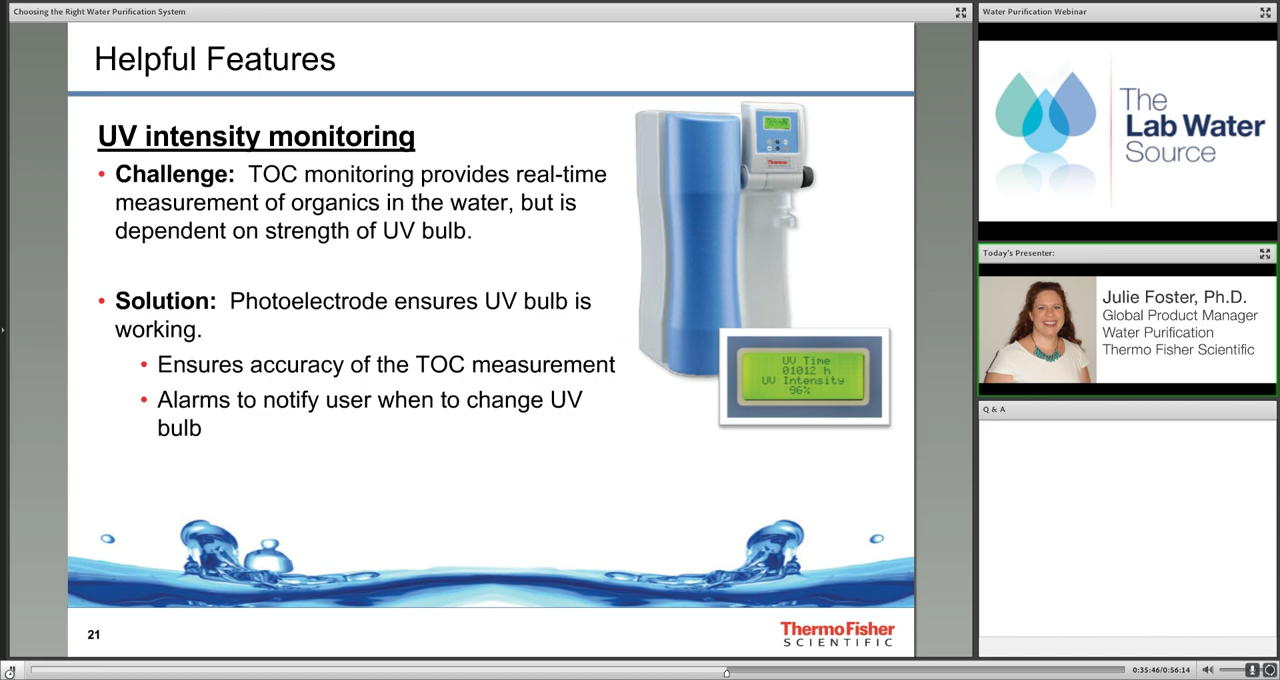 Choosing the Right Water Purification System
Helpful Features
UV intensity monitoring
• Challenge: TOC monitoring provides real-time
measurement of organics in the water, but is
dependent on strength of UV bulb.
• Solution: Photoelectrode ensures UV bulb is
working.
• Ensures accuracy of the TOC measurement
• Alarms to notify user when to change UV
bulb
Thermo
UV Time
01012 h
UV Intensity
96%
21
ThermoFisher
SCIENTIFIC
Water Purification Webinar
The
Lab Water
Source
Today's Presenter:
Julie Foster, Ph.D.
Global Product Manager
Water Purification
Thermo Fisher Scientific
Q & A
0:35:46/0:56:14